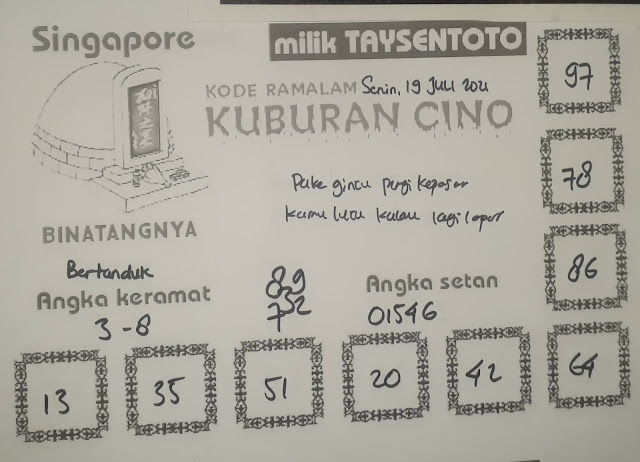 Singapore
milik TAYSENTOTO
KODE RAMALAM Senin, 19 Juli 2021
KUBURAN CINO
97
Pake gincu pergi kepasar
kamu lucu kalau lagi lapar
78
BINATANGNYA
Bertanduk
86
Angka keramat
3-8
89
752
Angka setan
01546
13
35
51
20
42
64